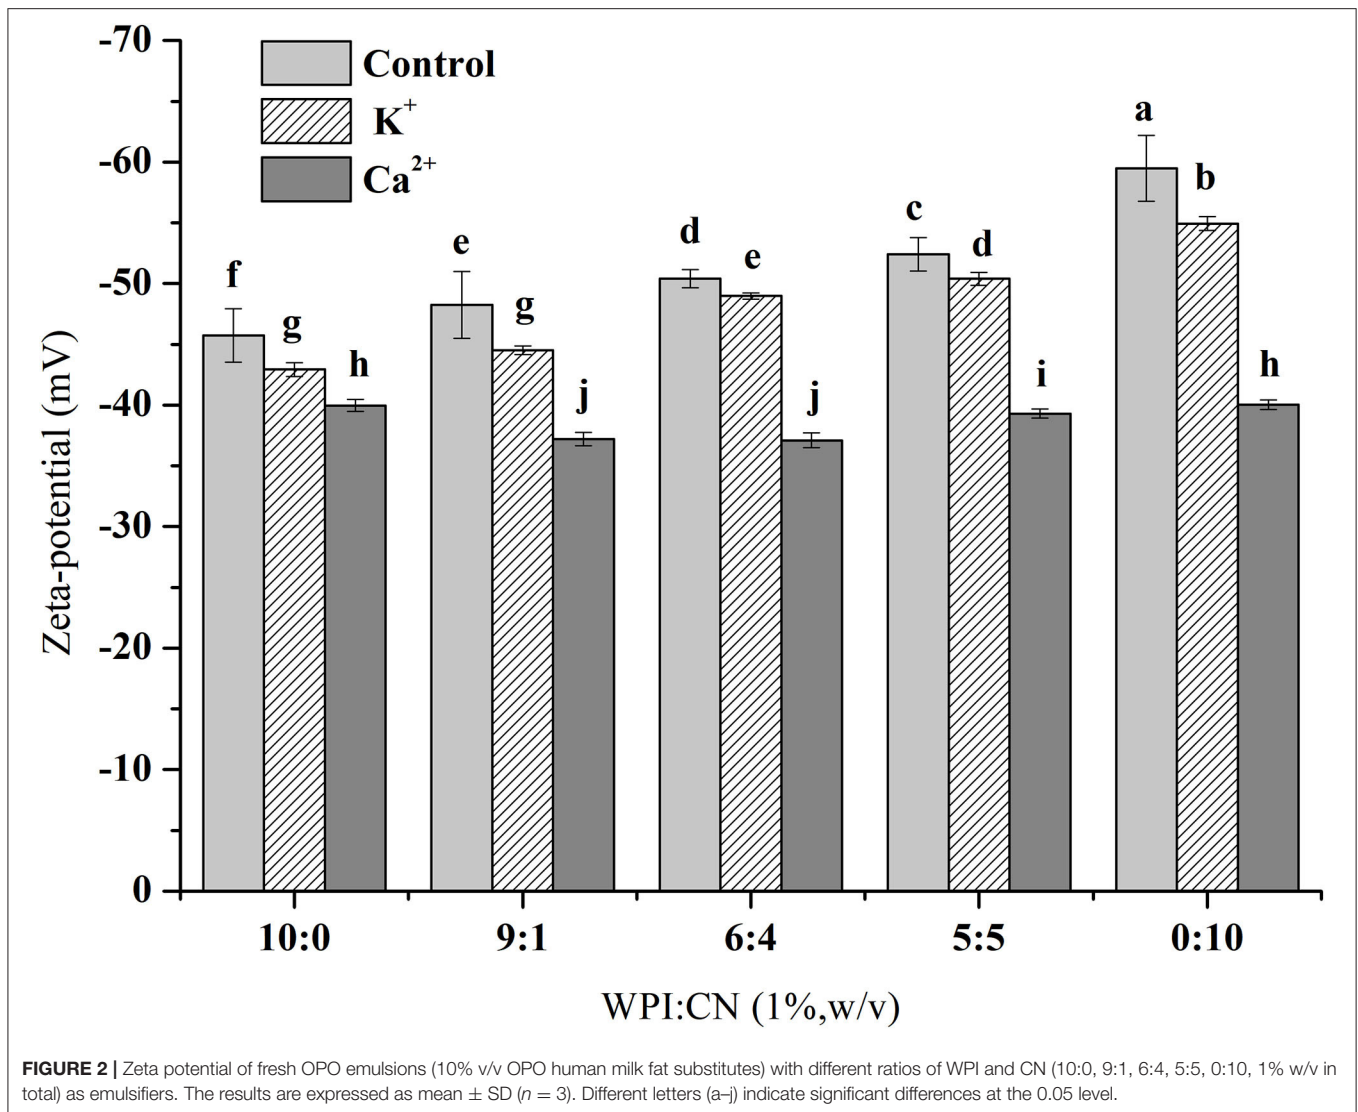 -70
-60
-50
-40
-30
-20
-10
0
Zeta-potential (mV)
Control
K+
Ca2+
f
g
h
e
g
j
d
e
j
c
d
i
a
b
h
10:0
9:1
6:4
5:5
0:10
WPI:CN (1%,w/v)
FIGURE 2 | Zeta potential of fresh OPO emulsions (10% v/v OPO human milk fat substitutes) with different ratios of WPI and CN (10:0, 9:1, 6:4, 5:5, 0:10, 1% w/v in
total) as emulsifiers. The results are expressed as mean ± SD (n = 3). Different letters (a–j) indicate significant differences at the 0.05 level.